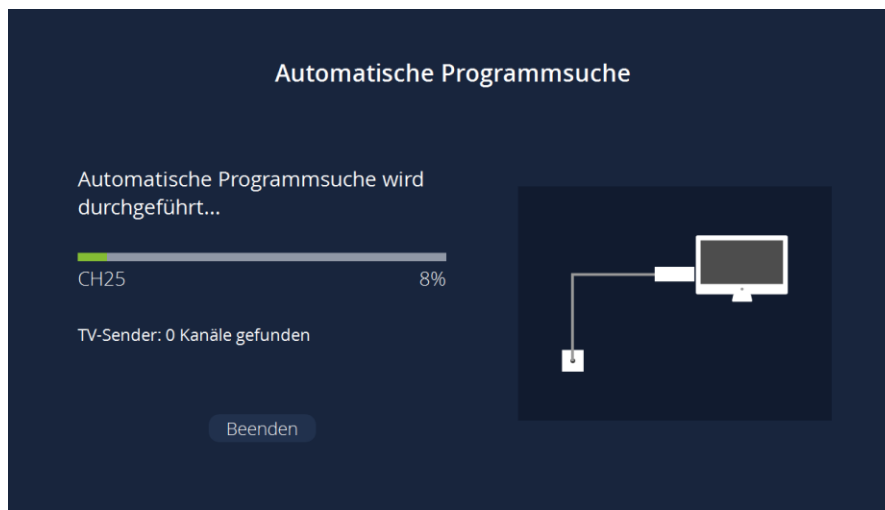 Automatische Programmsuche
Automatische Programmsuche wird
durchgeführt...
CH25 8%
TV-Sender: 0 Kanäle gefunden
Beenden